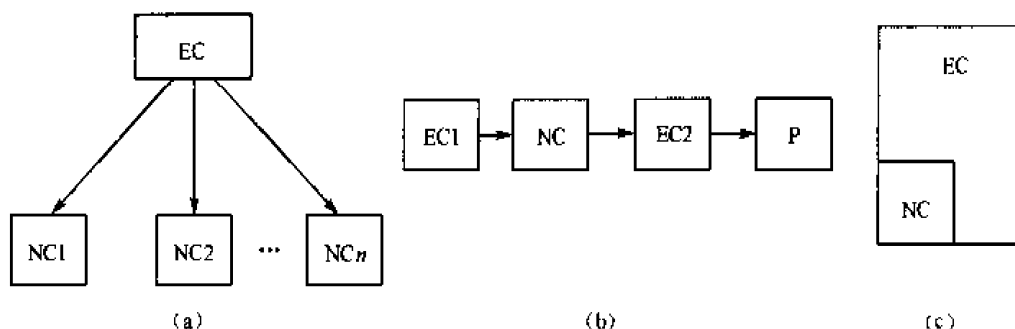 EC
NC1 NC2 ... NCn
(a)
EC1 NC EC2 P
(b)
EC
NC
(c)